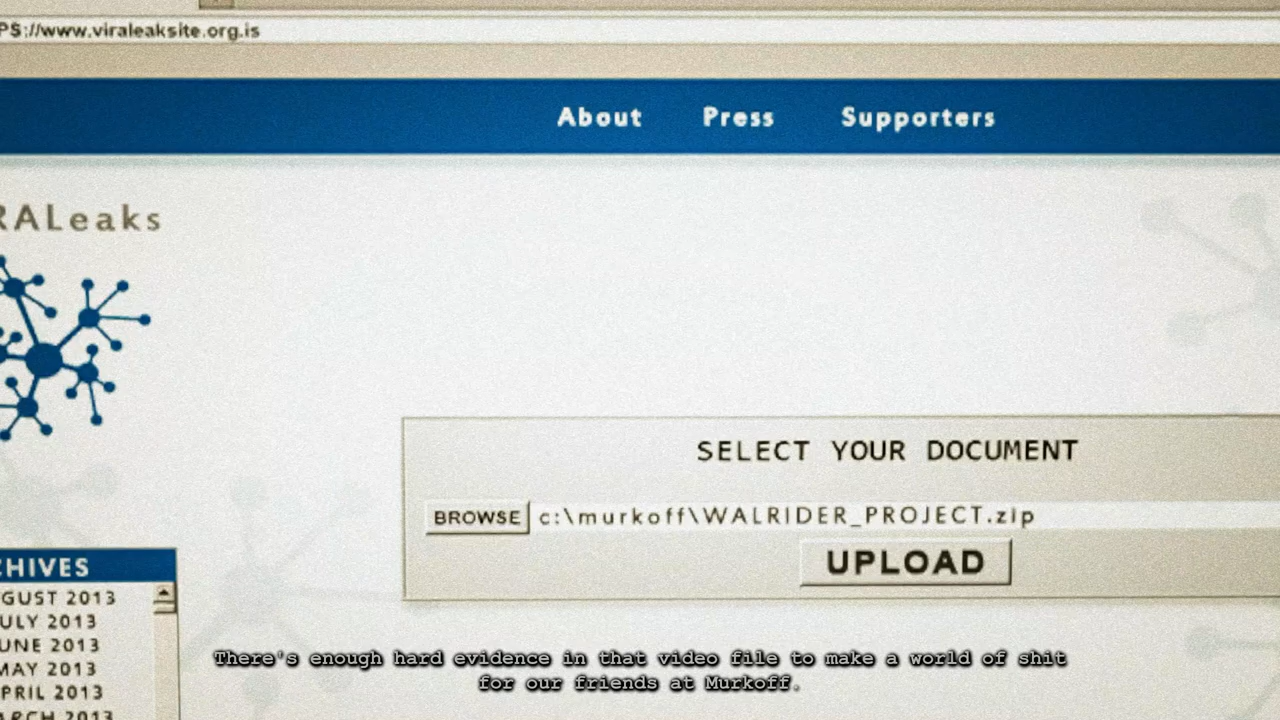 PS://www.viraleaksite.org.is
About Press Supporters
RALeaks
SELECT YOUR DOCUMENT
BROWSE c:\murkoff\WALRIDER_PROJECT.zip
UPLOAD
CHIVES
GUST 2013
ULY 2013
UNE 2013
MAY 2013
PRIL 2013
ARCH 2013
There's enough hard evidence in that video file to make a world of shit
for our friends at Murkoff.